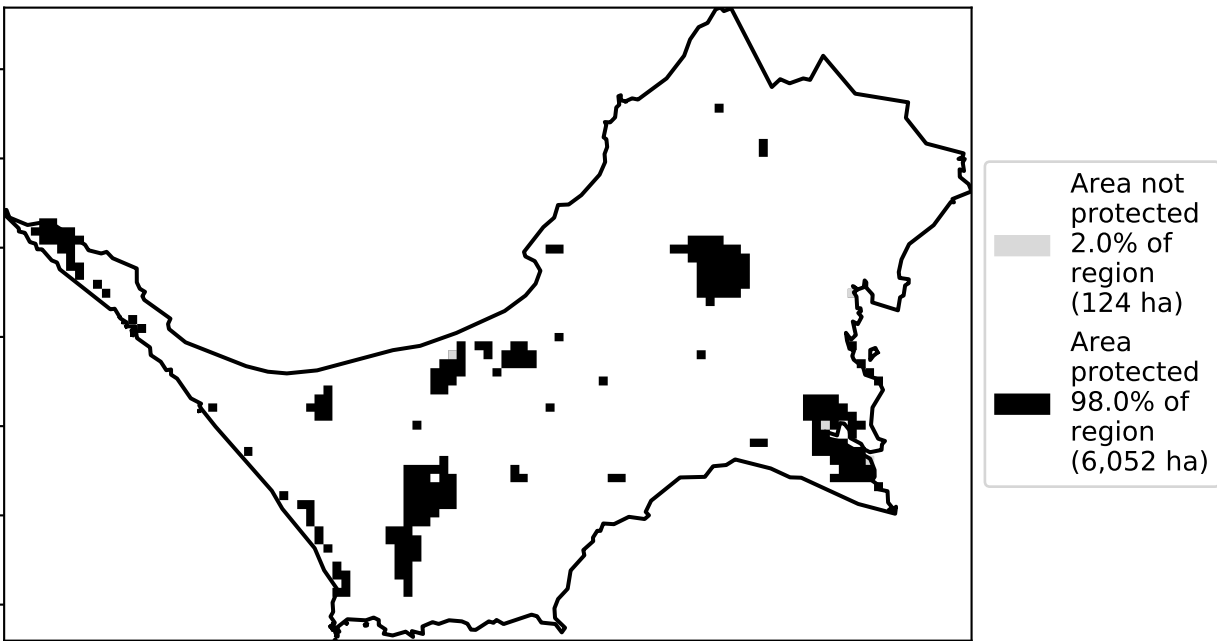 Area not
protected
2.0% of
region
(124 ha)
Area
protected
98.0% of
region
(6,052 ha)